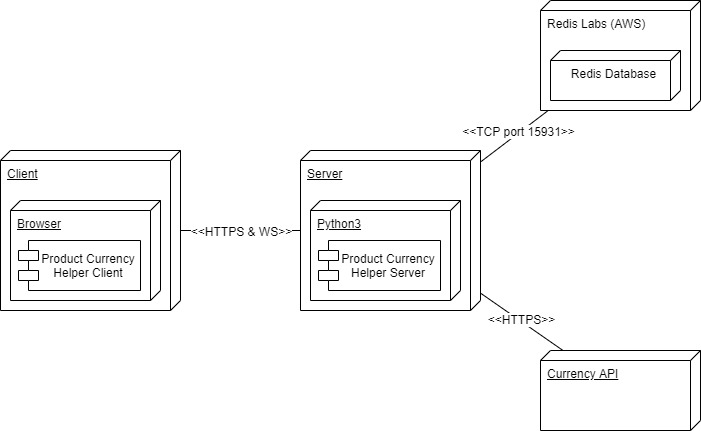 Redis Labs (AWS)
Redis Database
<<TCP port 15931>>
Client
Browser
Product Currency
Helper Client
<<HTTPS & WS>>
Server
Python3
Product Currency
Helper Server
<<HTTPS>>
Currency API